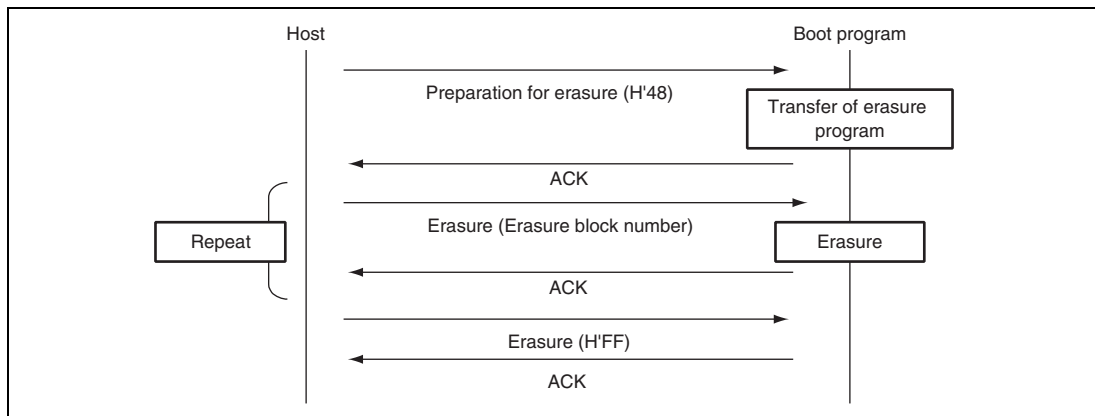 Host
Boot program
Preparation for erasure (H'48)
Transfer of erasure
program
ACK
Erasure (Erasure block number)
Repeat
Erasure
ACK
Erasure (H'FF)
ACK